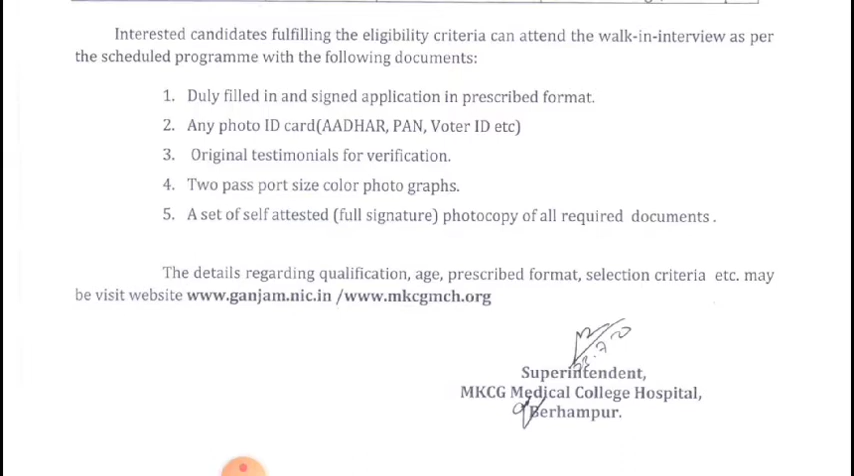 Interested candidates fulfilling the eligibility criteria can attend the walk-in-interview as per
the scheduled programme with the following documents:
1. Duly filled in and signed application in prescribed format.
2. Any photo ID card(AADHAR, PAN, Voter ID etc)
3. Original testimonials for verification.
4. Two pass port size color photo graphs.
5. A set of self attested (full signature) photocopy of all required documents .
The details regarding qualification, age, prescribed format, selection criteria etc. may
be visit website www.ganjam.nic.in /www.mkcgmch.org
Superintendent,
MKCG Medical College Hospital,
Berhampur.